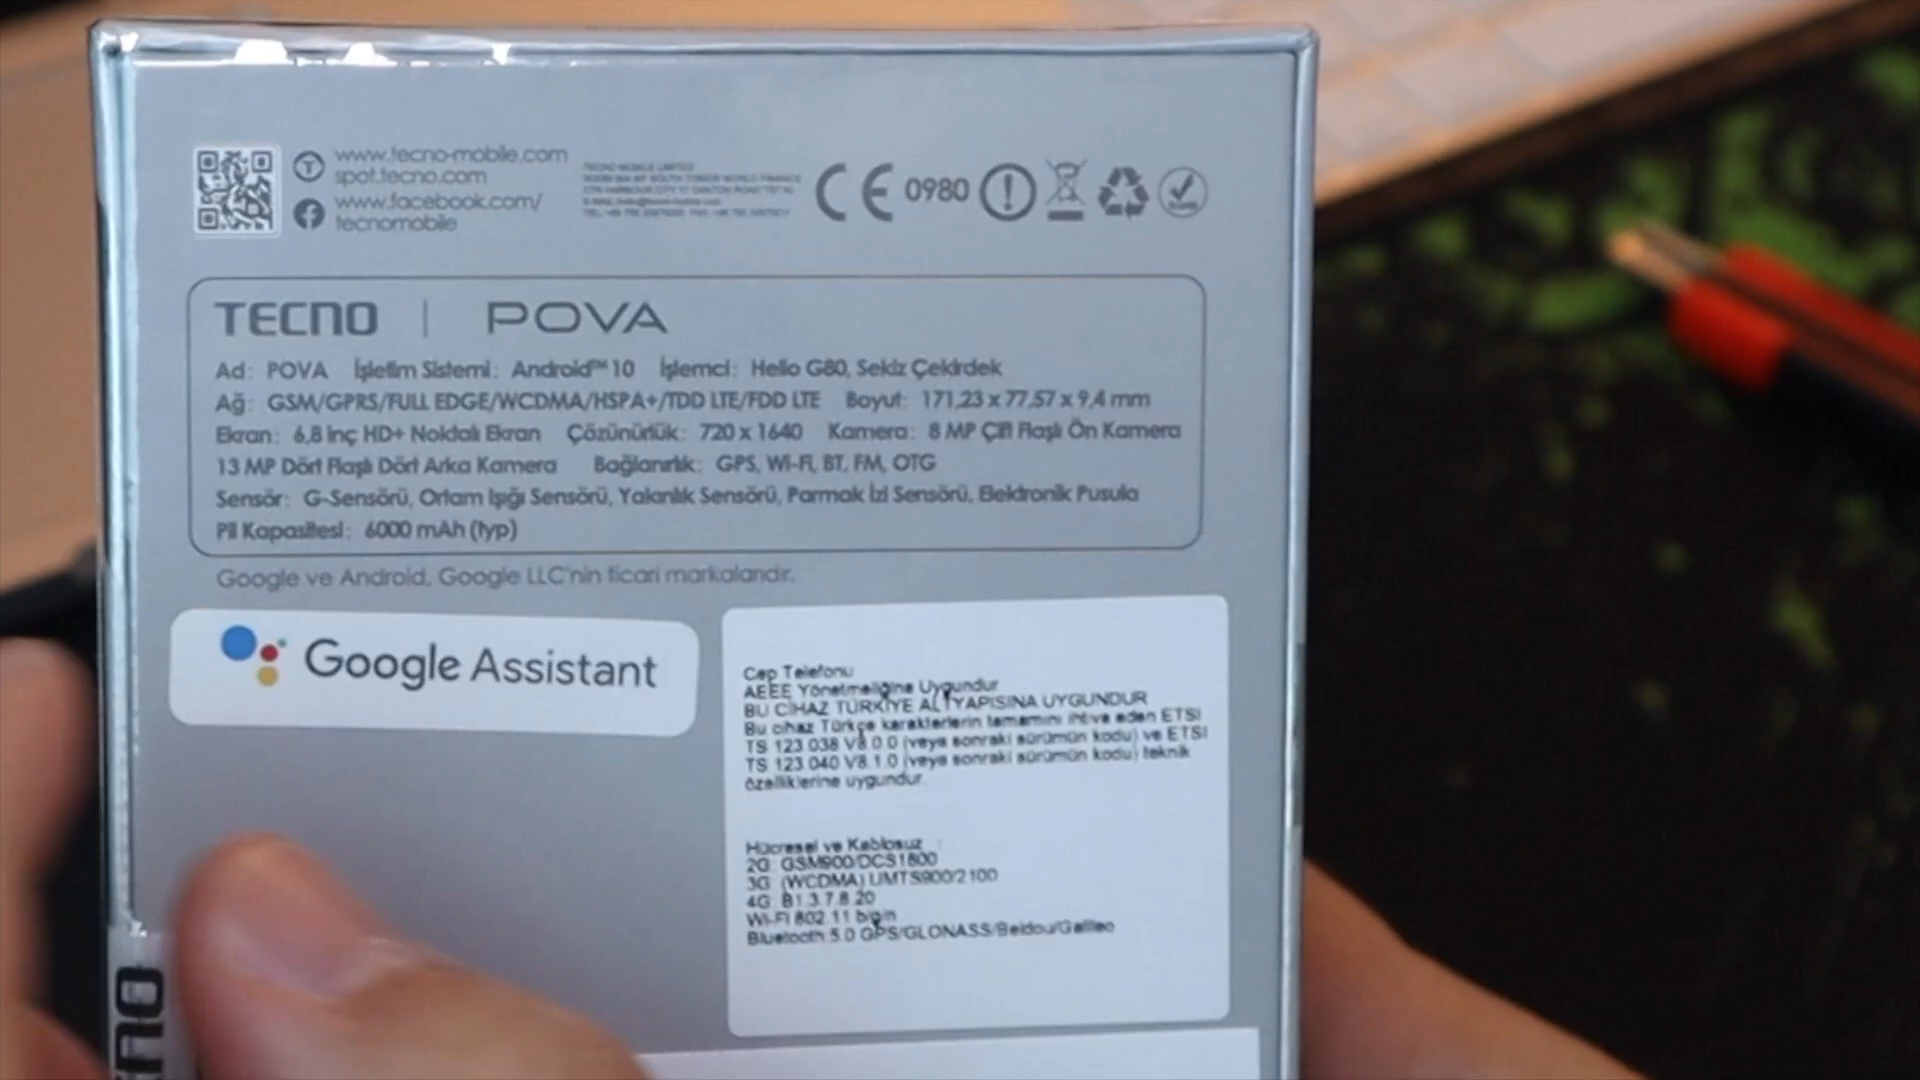 www.tecno-mobile.com
spot.tecno.com
www.facebook.com/
tecnomobile
TECNO MOBILE LIMITED
CE 0980
TECNO | POVA
Ad: POVA İşletim Sistemi: Android™ 10 İşlemci: Helio G80, Sekiz Çekirdek
Ağ: GSM/GPRS/FULL EDGE/WCDMA/HSPA+/TDD LTE/FDD LTE Boyut: 171,23 x 77,57 x 9,4 mm
Ekran: 6,8 inç HD+ Noktalı Ekran Çözünürlük: 720 x 1640 Kamera: 8 MP Çift Flaşlı Ön Kamera
13 MP Dört Flaşlı Dört Arka Kamera Bağlanırlık: GPS, Wi-Fi, BT, FM, OTG
Sensör: G-Sensörü, Ortam Işığı Sensörü, Yakınlık Sensörü, Parmak İzi Sensörü, Elektronik Pusula
Pil Kapasitesi: 6000 mAh (typ)
Google ve Android, Google LLC'nin ticari markalarıdır.
Google Assistant
Cep Telefonu
AEEE Yönetmeliğine Uygundur
BU CİHAZ TÜRKİYE ALTYAPISINA UYGUNDUR
Bu cihaz Türkçe karakterlerin tamamını ihtiva eden ETSI
TS 123.038 V8.0.0 (veya sonraki sürümün kodu) ve ETSI
TS 123.040 V8.1.0 (veya sonraki sürümün kodu) teknik
özelliklerine uygundur.
Hücresel ve Kablosuz :
2G: GSM900/DCS1800
3G: (WCDMA) UMTS900/2100
4G: B1.3.7.8.20
Wi-Fi 802.11 b/g/n
Bluetooth:5.0 GPS/GLONASS/Beidou/Galileo